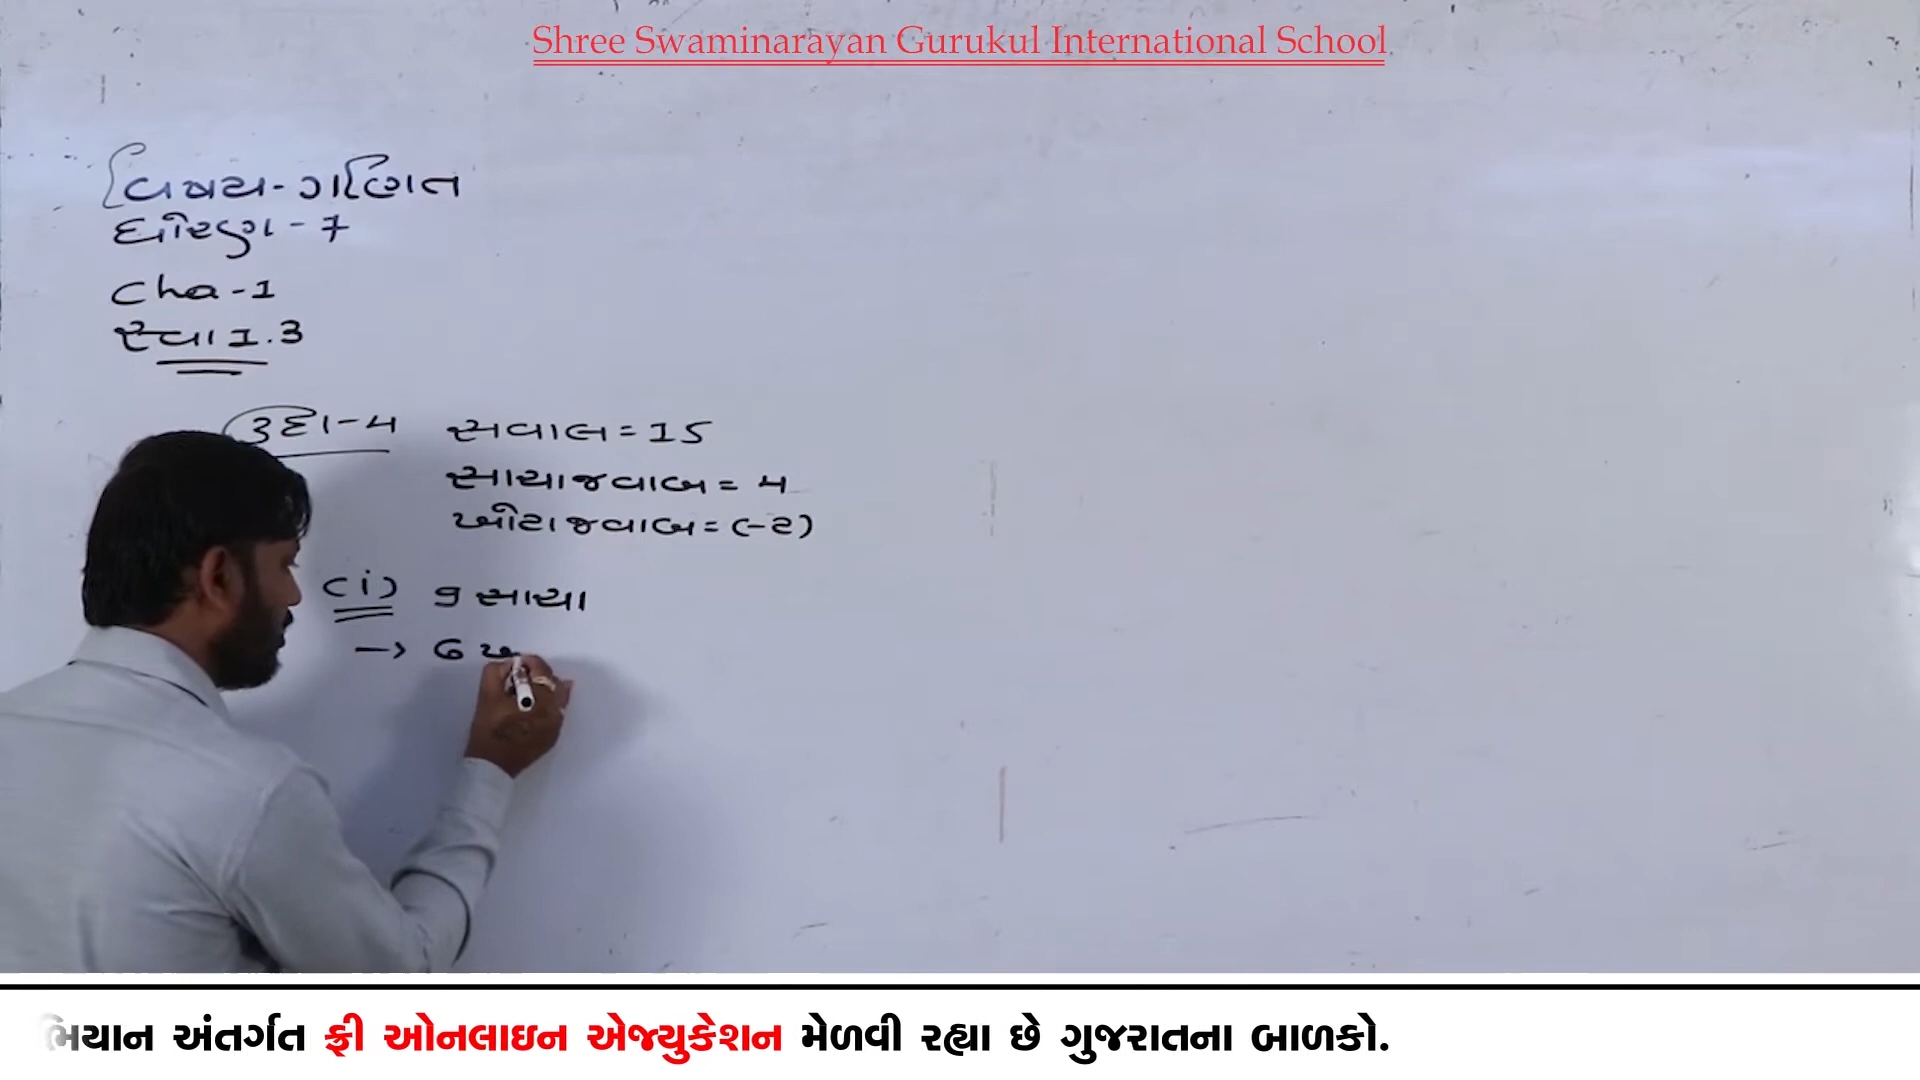 Shree Swaminarayan Gurukul International School
વિષય-ગણિત
ધોરણ-7
Cha-1
સ્વા 1.3
ઉદા-4 સવાલ=15
સાચા જવાબ = 4
ખોટા જવાબ = (-2)
(i) 9 સાચા
→ 6 ખ
ભિયાન અંતર્ગત ફ્રી ઓનલાઇન એજ્યુકેશન મેળવી રહ્યા છે ગુજરાતના બાળકો.